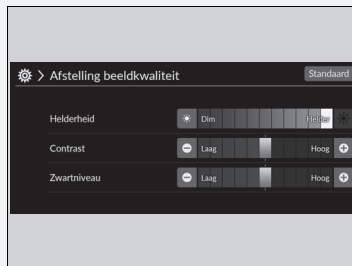 Afstelling beeldkwaliteit Standaard
Helderheid Dim Helder
Contrast Laag Hoog
Zwartniveau Laag Hoog